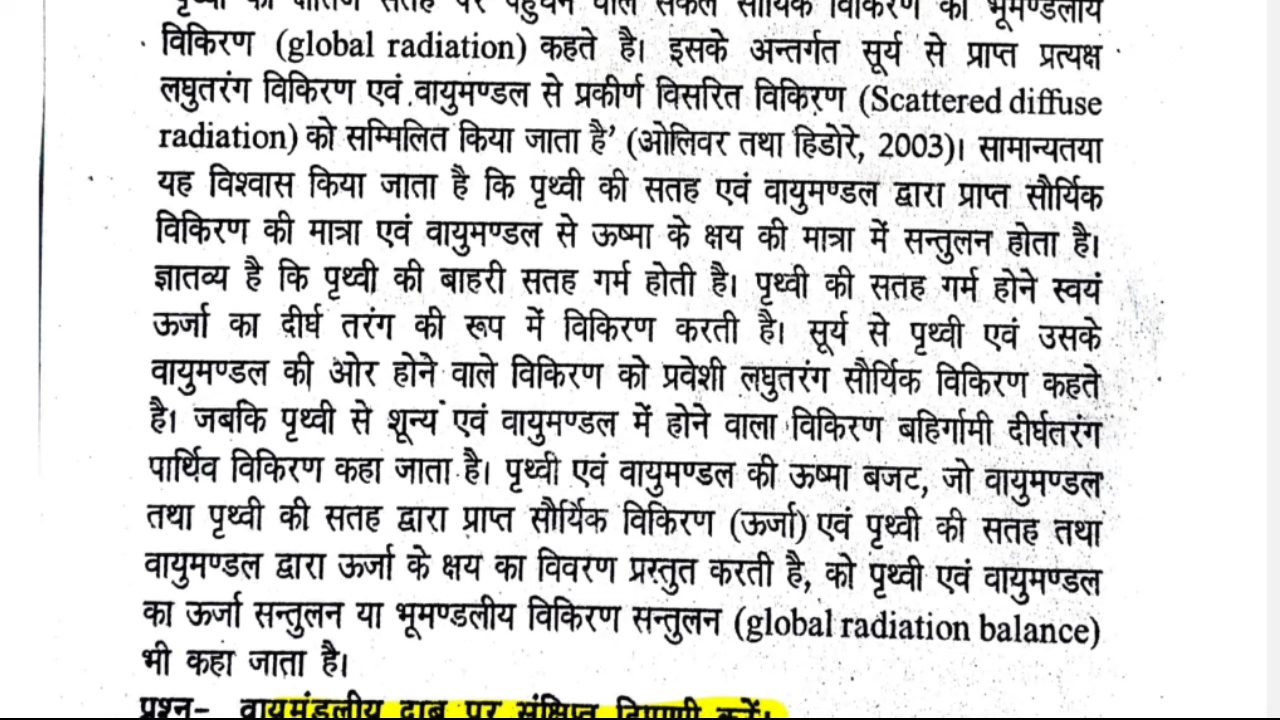 पृथ्वी की क्षैतिज सतह पर पहुंचने वाले सकल सौर्यिक विकिरण को भूमण्डलीय
विकिरण (global radiation) कहते है। इसके अन्तर्गत सूर्य से प्राप्त प्रत्यक्ष
लघुतरंग विकिरण एवं वायुमण्डल से प्रकीर्ण विसरित विकिरण (Scattered diffuse
radiation) को सम्मिलित किया जाता है’ (ओलिवर तथा हिडोरे, 2003)। सामान्यतया
यह विश्वास किया जाता है कि पृथ्वी की सतह एवं वायुमण्डल द्वारा प्राप्त सौर्यिक
विकिरण की मात्रा एवं वायुमण्डल से ऊष्मा के क्षय की मात्रा में सन्तुलन होता है।
ज्ञातव्य है कि पृथ्वी की बाहरी सतह गर्म होती है। पृथ्वी की सतह गर्म होने स्वयं
ऊर्जा का दीर्घ तरंग की रूप में विकिरण करती है। सूर्य से पृथ्वी एवं उसके
वायुमण्डल की ओर होने वाले विकिरण को प्रवेशी लघुतरंग सौर्यिक विकिरण कहते
है। जबकि पृथ्वी से शून्य एवं वायुमण्डल में होने वाला विकिरण बहिर्गामी दीर्घतरंग
पार्थिव विकिरण कहा जाता है। पृथ्वी एवं वायुमण्डल की ऊष्मा बजट, जो वायुमण्डल
तथा पृथ्वी की सतह द्वारा प्राप्त सौर्यिक विकिरण (ऊर्जा) एवं पृथ्वी की सतह तथा
वायुमण्डल द्वारा ऊर्जा के क्षय का विवरण प्रस्तुत करती है, को पृथ्वी एवं वायुमण्डल
का ऊर्जा सन्तुलन या भूमण्डलीय विकिरण सन्तुलन (global radiation balance)
भी कहा जाता है।
प्रश्न- वायुमंडलीय दाब पर संक्षिप्त टिप्पणी करें।